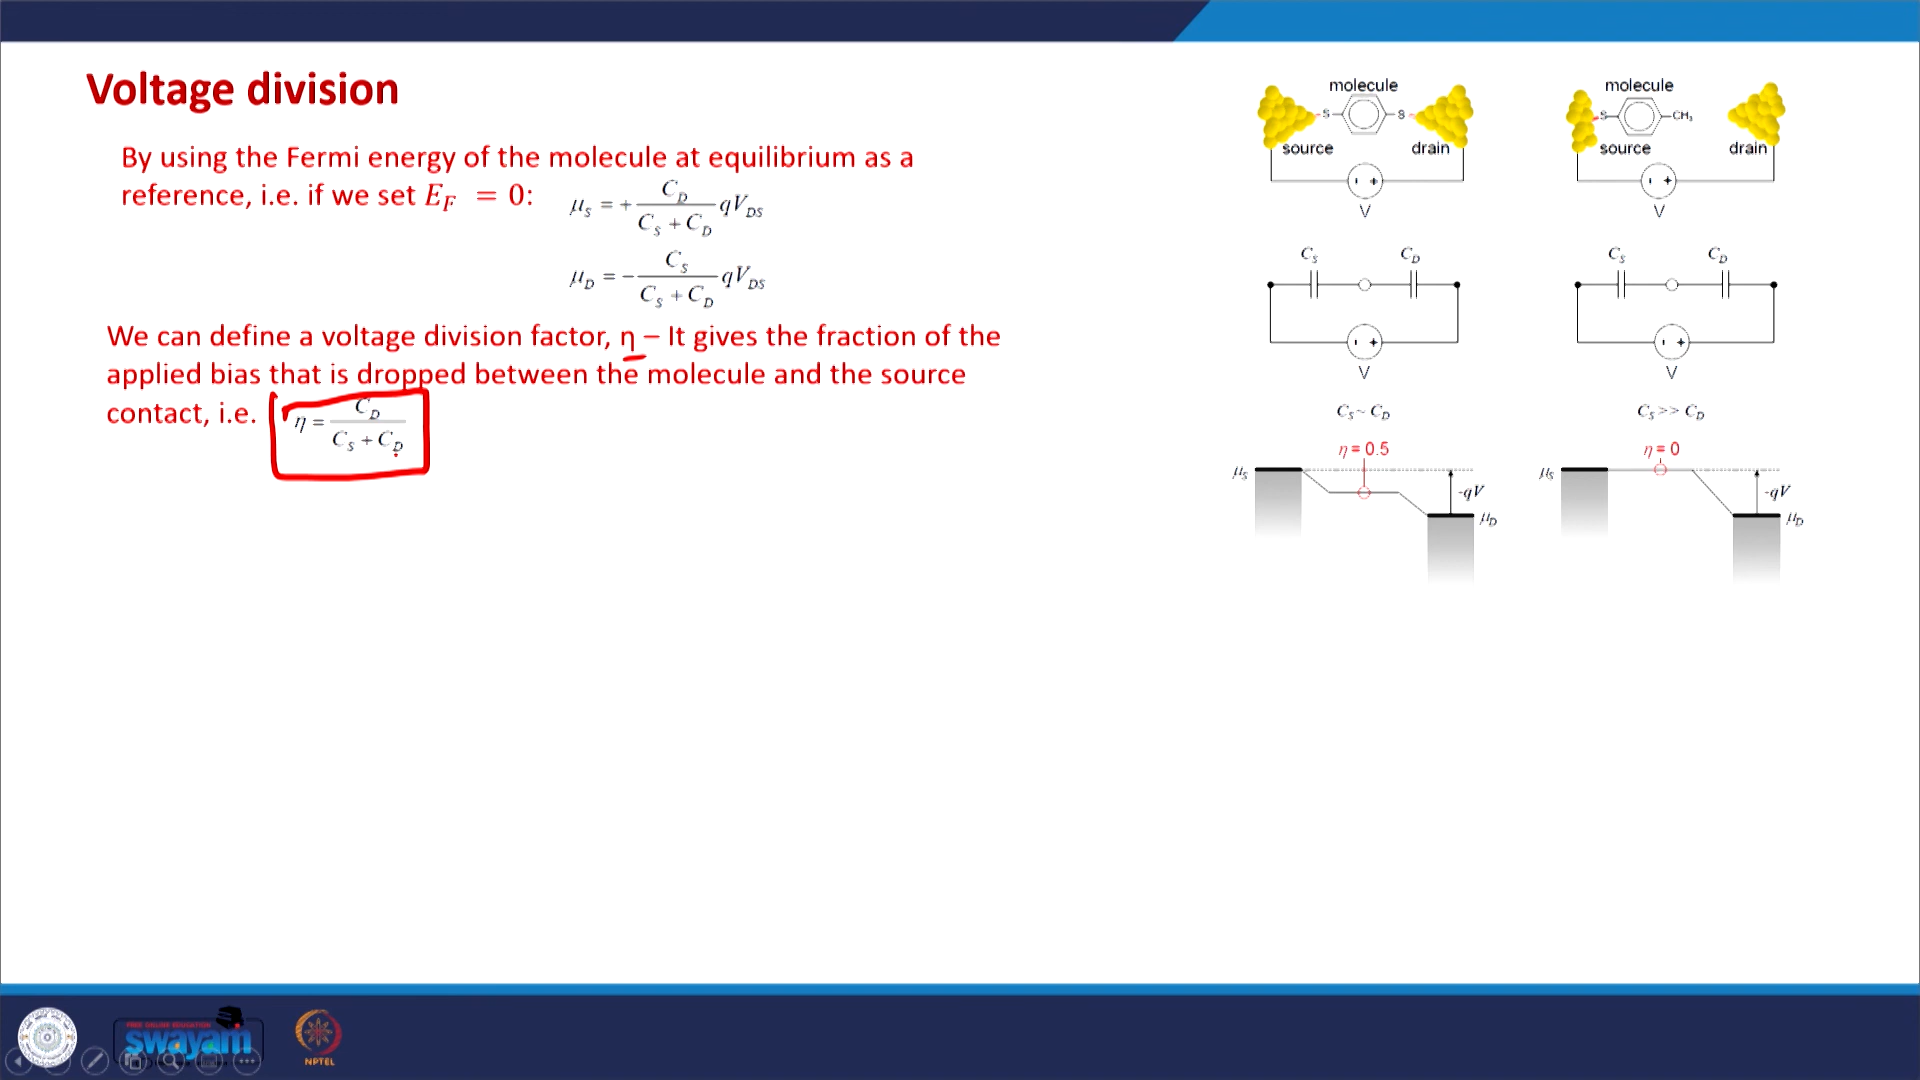 Voltage division
By using the Fermi energy of the molecule at equilibrium as a
reference, i.e. if we set E_F = 0:
μ_S = + C_D / (C_S + C_D) qV_DS
μ_D = − C_S / (C_S + C_D) qV_DS
We can define a voltage division factor, η – It gives the fraction of the
applied bias that is dropped between the molecule and the source
contact, i.e.
η = C_D / (C_S + C_D)
molecule
S
S
source
drain
V
C_S
C_D
V
C_S ~ C_D
η = 0.5
μ_S
-qV
μ_D
molecule
S
CH₃
source
drain
V
C_S
C_D
V
C_S >> C_D
η = 0
μ_S
-qV
μ_D
FREE ONLINE EDUCATION
swayam
NPTEL